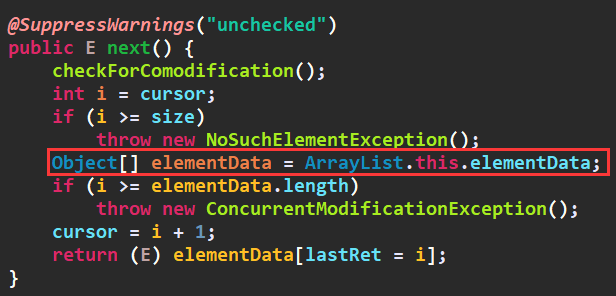 @SuppressWarnings("unchecked")
public E next() {
    checkForComodification();
    int i = cursor;
    if (i >= size)
        throw new NoSuchElementException();
    Object[] elementData = ArrayList.this.elementData;
    if (i >= elementData.length)
        throw new ConcurrentModificationException();
    cursor = i + 1;
    return (E) elementData[lastRet = i];
}